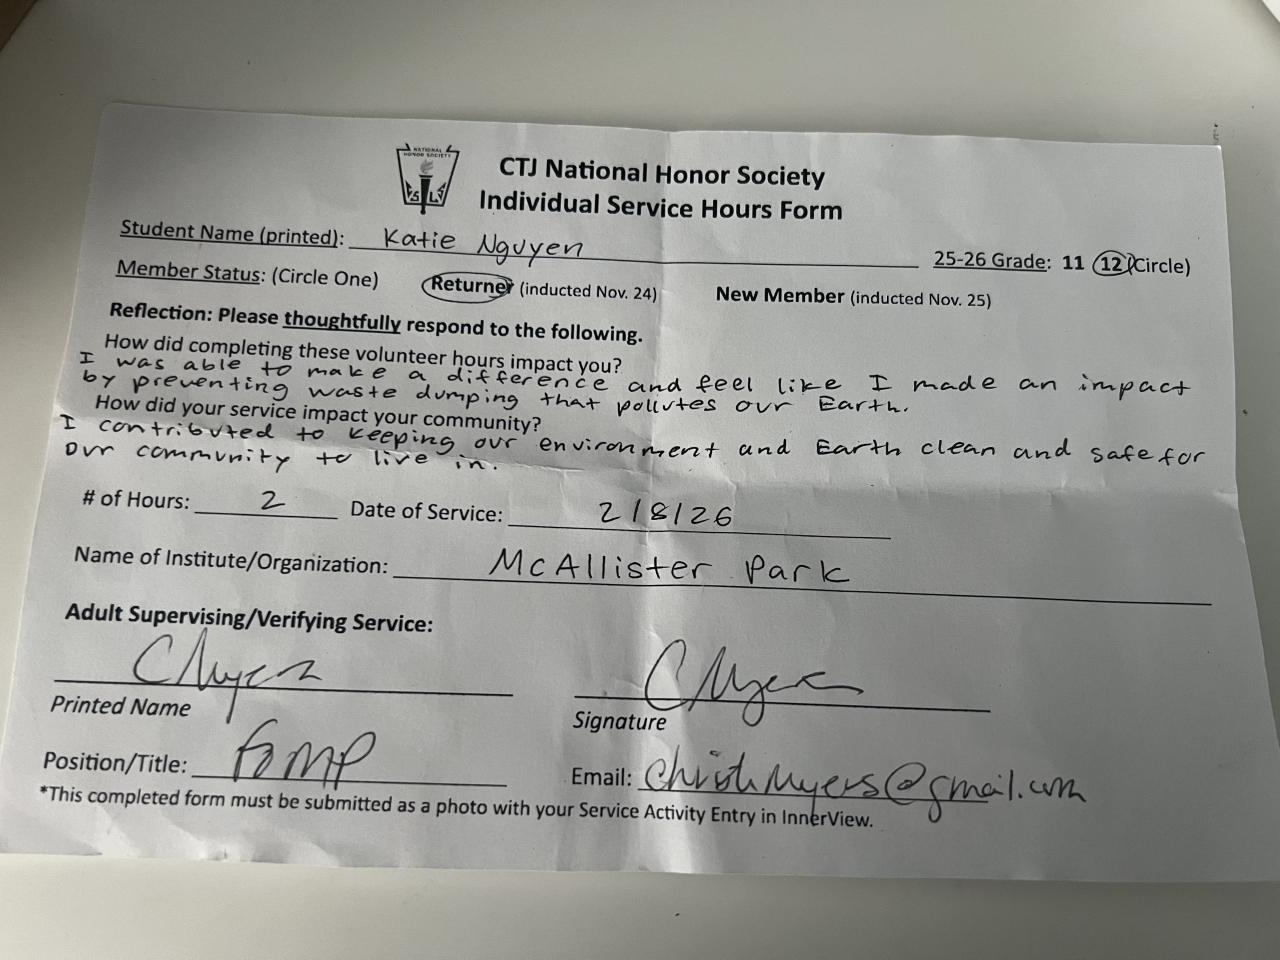 NATIONAL
HONOR SOCIETY
CTJ National Honor Society
Individual Service Hours Form
Student Name (printed): Katie Nguyen
25-26 Grade: 11 12 (Circle)
Member Status: (Circle One) Returner (inducted Nov. 24) New Member (inducted Nov. 25)
Reflection: Please thoughtfully respond to the following.
How did completing these volunteer hours impact you?
I was able to make a difference and feel like I made an impact
by preventing waste dumping that pollutes our Earth.
How did your service impact your community?
I contributed to keeping our environment and Earth clean and safe for
our community to live in.
# of Hours: 2 Date of Service: 2/8/26
Name of Institute/Organization: McAllister Park
Adult Supervising/Verifying Service:
CMyers CMyers
Printed Name Signature
Position/Title: FOMP Email: @gmail.com
*This completed form must be submitted as a photo with your Service Activity Entry in InnerView.